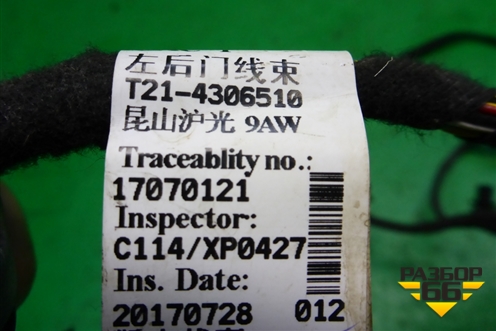 左后门线束
T21-4306510
昆山沪光 9AW
Traceablity no.:
17070121
Inspector:
C114/XP0427
Ins. Date:
20170728 012
РАЗБОР
66